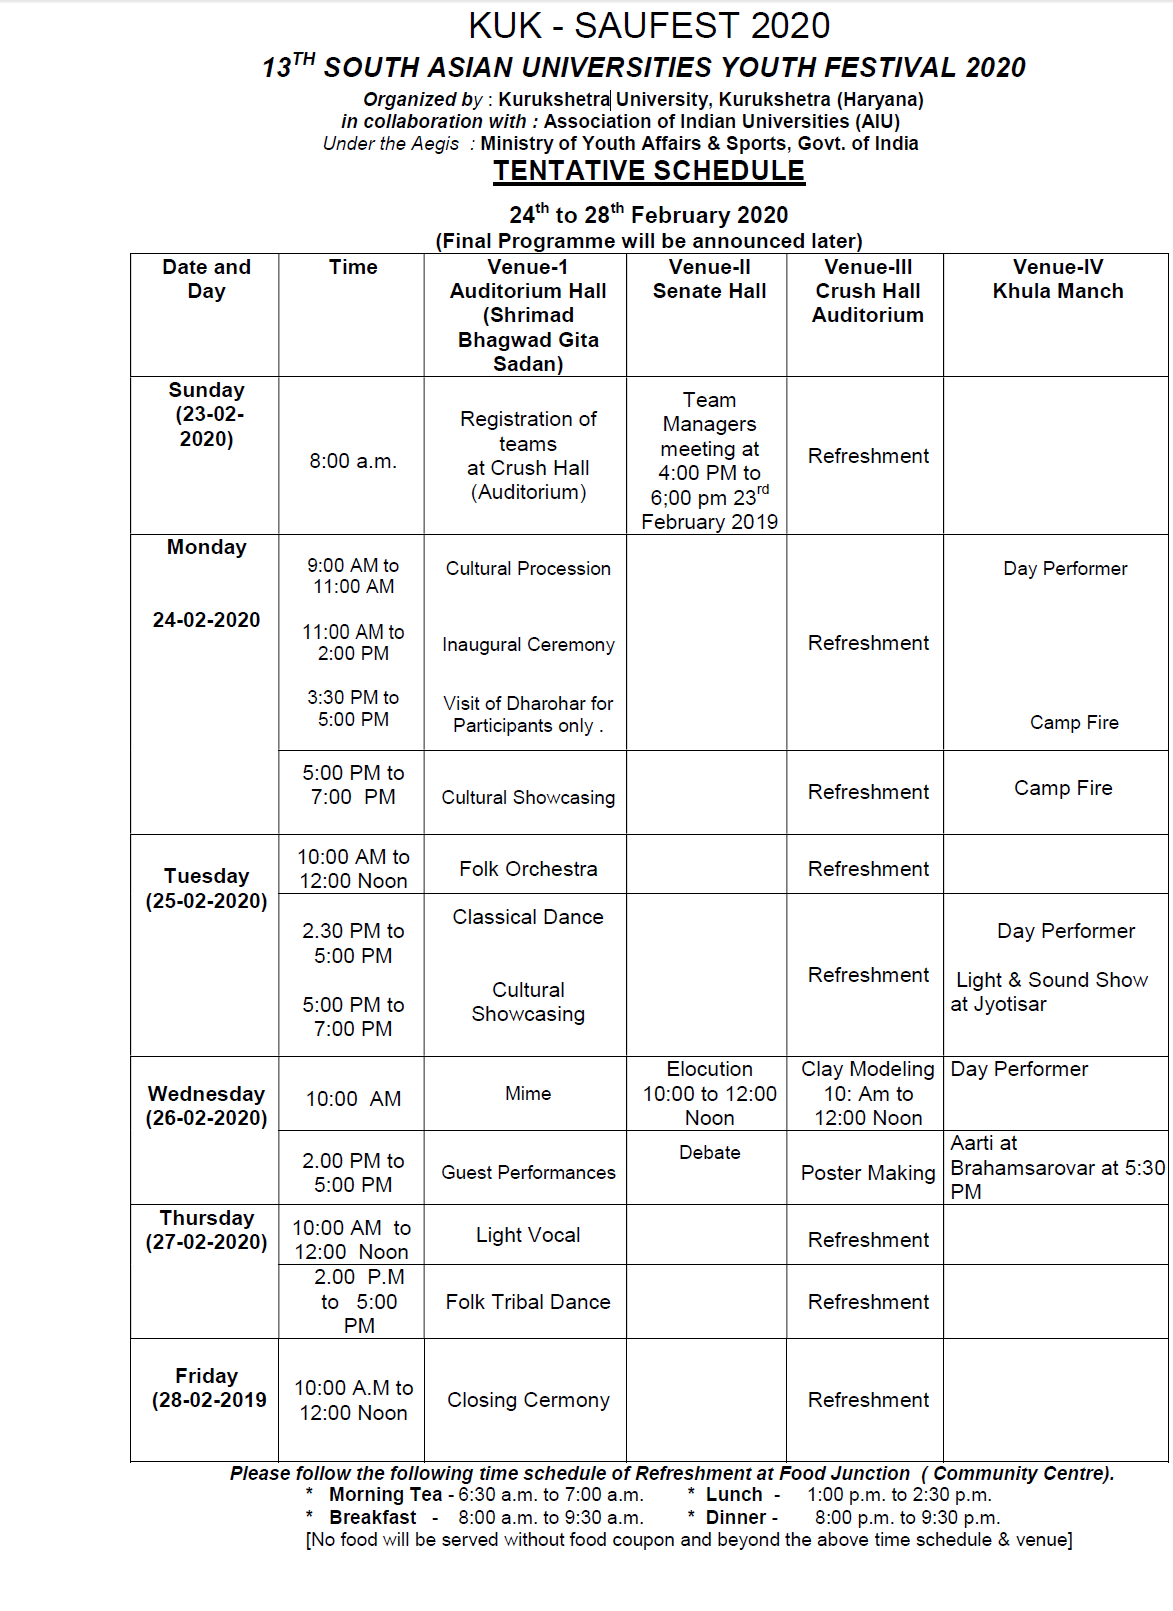 KUK - SAUFEST 2020
13TH SOUTH ASIAN UNIVERSITIES YOUTH FESTIVAL 2020
Organized by : Kurukshetra University, Kurukshetra (Haryana)
in collaboration with : Association of Indian Universities (AIU)
Under the Aegis : Ministry of Youth Affairs & Sports, Govt. of India
TENTATIVE SCHEDULE
24th to 28th February 2020
(Final Programme will be announced later)
Date and
Day
Time
Venue-1
Auditorium Hall
(Shrimad
Bhagwad Gita
Sadan)
Venue-II
Senate Hall
Venue-III
Crush Hall
Auditorium
Venue-IV
Khula Manch
Sunday
(23-02-
2020)
8:00 a.m.
Registration of
teams
at Crush Hall
(Auditorium)
Team
Managers
meeting at
4:00 PM to
6;00 pm 23rd
February 2019
Refreshment
Monday
24-02-2020
9:00 AM to
11:00 AM
Cultural Procession
Day Performer
11:00 AM to
2:00 PM
Inaugural Ceremony
Refreshment
3:30 PM to
5:00 PM
Visit of Dharohar for
Participants only .
Camp Fire
5:00 PM to
7:00 PM
Cultural Showcasing
Refreshment
Camp Fire
Tuesday
(25-02-2020)
10:00 AM to
12:00 Noon
Folk Orchestra
Refreshment
2.30 PM to
5:00 PM
Classical Dance
Refreshment
Day Performer
5:00 PM to
7:00 PM
Cultural
Showcasing
Light & Sound Show
at Jyotisar
Wednesday
(26-02-2020)
10:00 AM
Mime
Elocution
10:00 to 12:00
Noon
Clay Modeling
10: Am to
12:00 Noon
Day Performer
2.00 PM to
5:00 PM
Guest Performances
Debate
Poster Making
Aarti at
Brahamsarovar at 5:30
PM
Thursday
(27-02-2020)
10:00 AM to
12:00 Noon
Light Vocal
Refreshment
2.00 P.M
to 5:00
PM
Folk Tribal Dance
Refreshment
Friday
(28-02-2019
10:00 A.M to
12:00 Noon
Closing Cermony
Refreshment
Please follow the following time schedule of Refreshment at Food Junction ( Community Centre).
* Morning Tea - 6:30 a.m. to 7:00 a.m. * Lunch - 1:00 p.m. to 2:30 p.m.
* Breakfast - 8:00 a.m. to 9:30 a.m. * Dinner - 8:00 p.m. to 9:30 p.m.
[No food will be served without food coupon and beyond the above time schedule & venue]